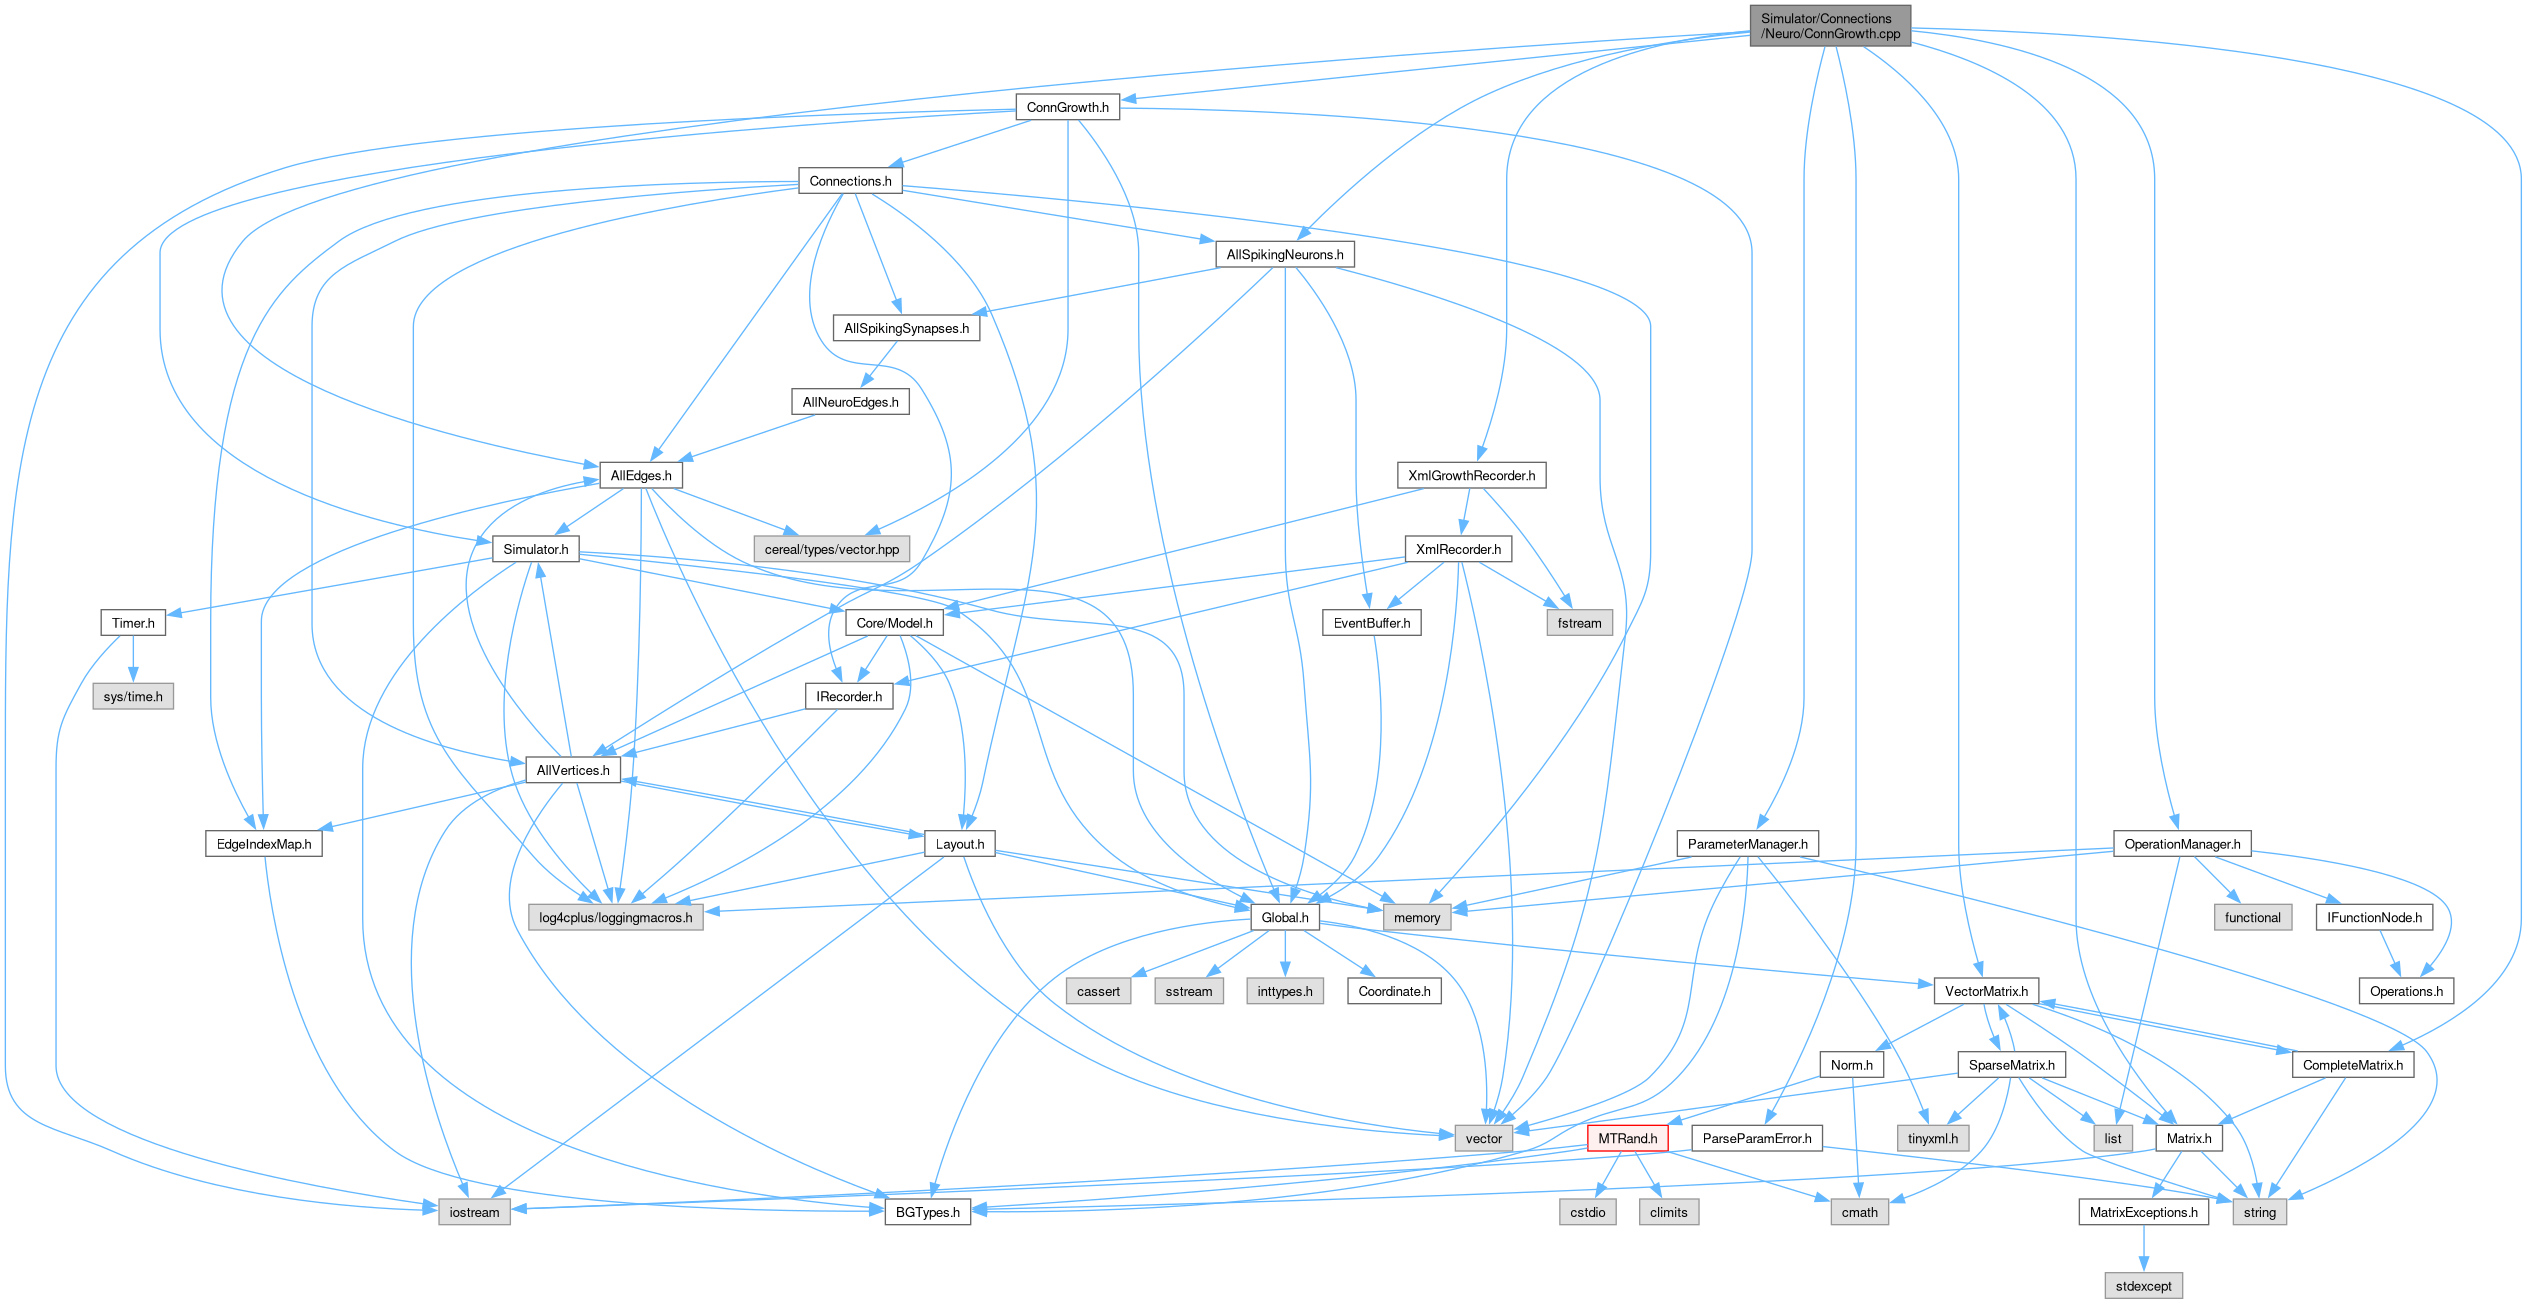 Simulator/Connections
/Neuro/ConnGrowth.cpp
ConnGrowth.h
Connections.h
AllSpikingNeurons.h
AllSpikingSynapses.h
AllNeuroEdges.h
AllEdges.h
XmlGrowthRecorder.h
Simulator.h
cereal/types/vector.hpp
XmlRecorder.h
Timer.h
Core/Model.h
EventBuffer.h
fstream
sys/time.h
IRecorder.h
AllVertices.h
EdgeIndexMap.h
Layout.h
ParameterManager.h
OperationManager.h
log4cplus/loggingmacros.h
Global.h
memory
functional
IFunctionNode.h
cassert
sstream
inttypes.h
Coordinate.h
VectorMatrix.h
Operations.h
Norm.h
SparseMatrix.h
CompleteMatrix.h
vector
MTRand.h
ParseParamError.h
tinyxml.h
list
Matrix.h
iostream
BGTypes.h
cstdio
climits
cmath
MatrixExceptions.h
string
stdexcept